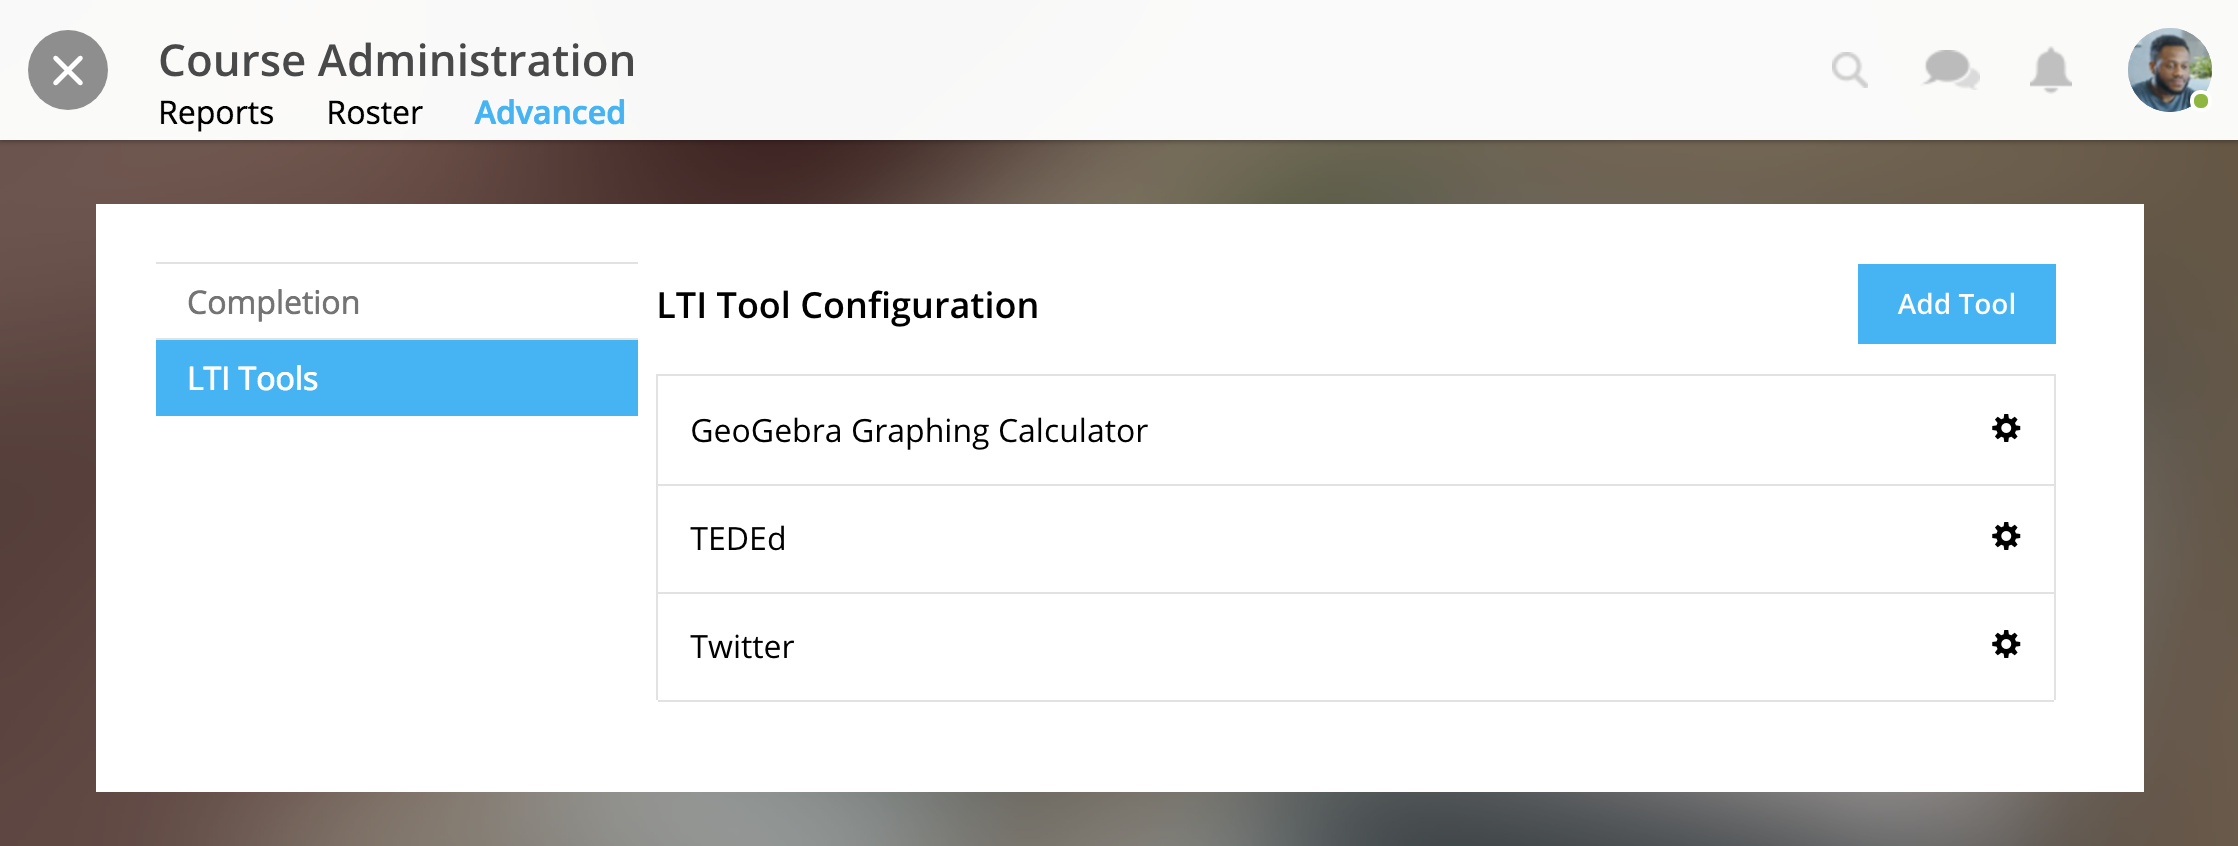 Course Administration
Reports Roster Advanced
Completion
LTI Tools
LTI Tool Configuration
Add Tool
GeoGebra Graphing Calculator
TEDEd
Twitter